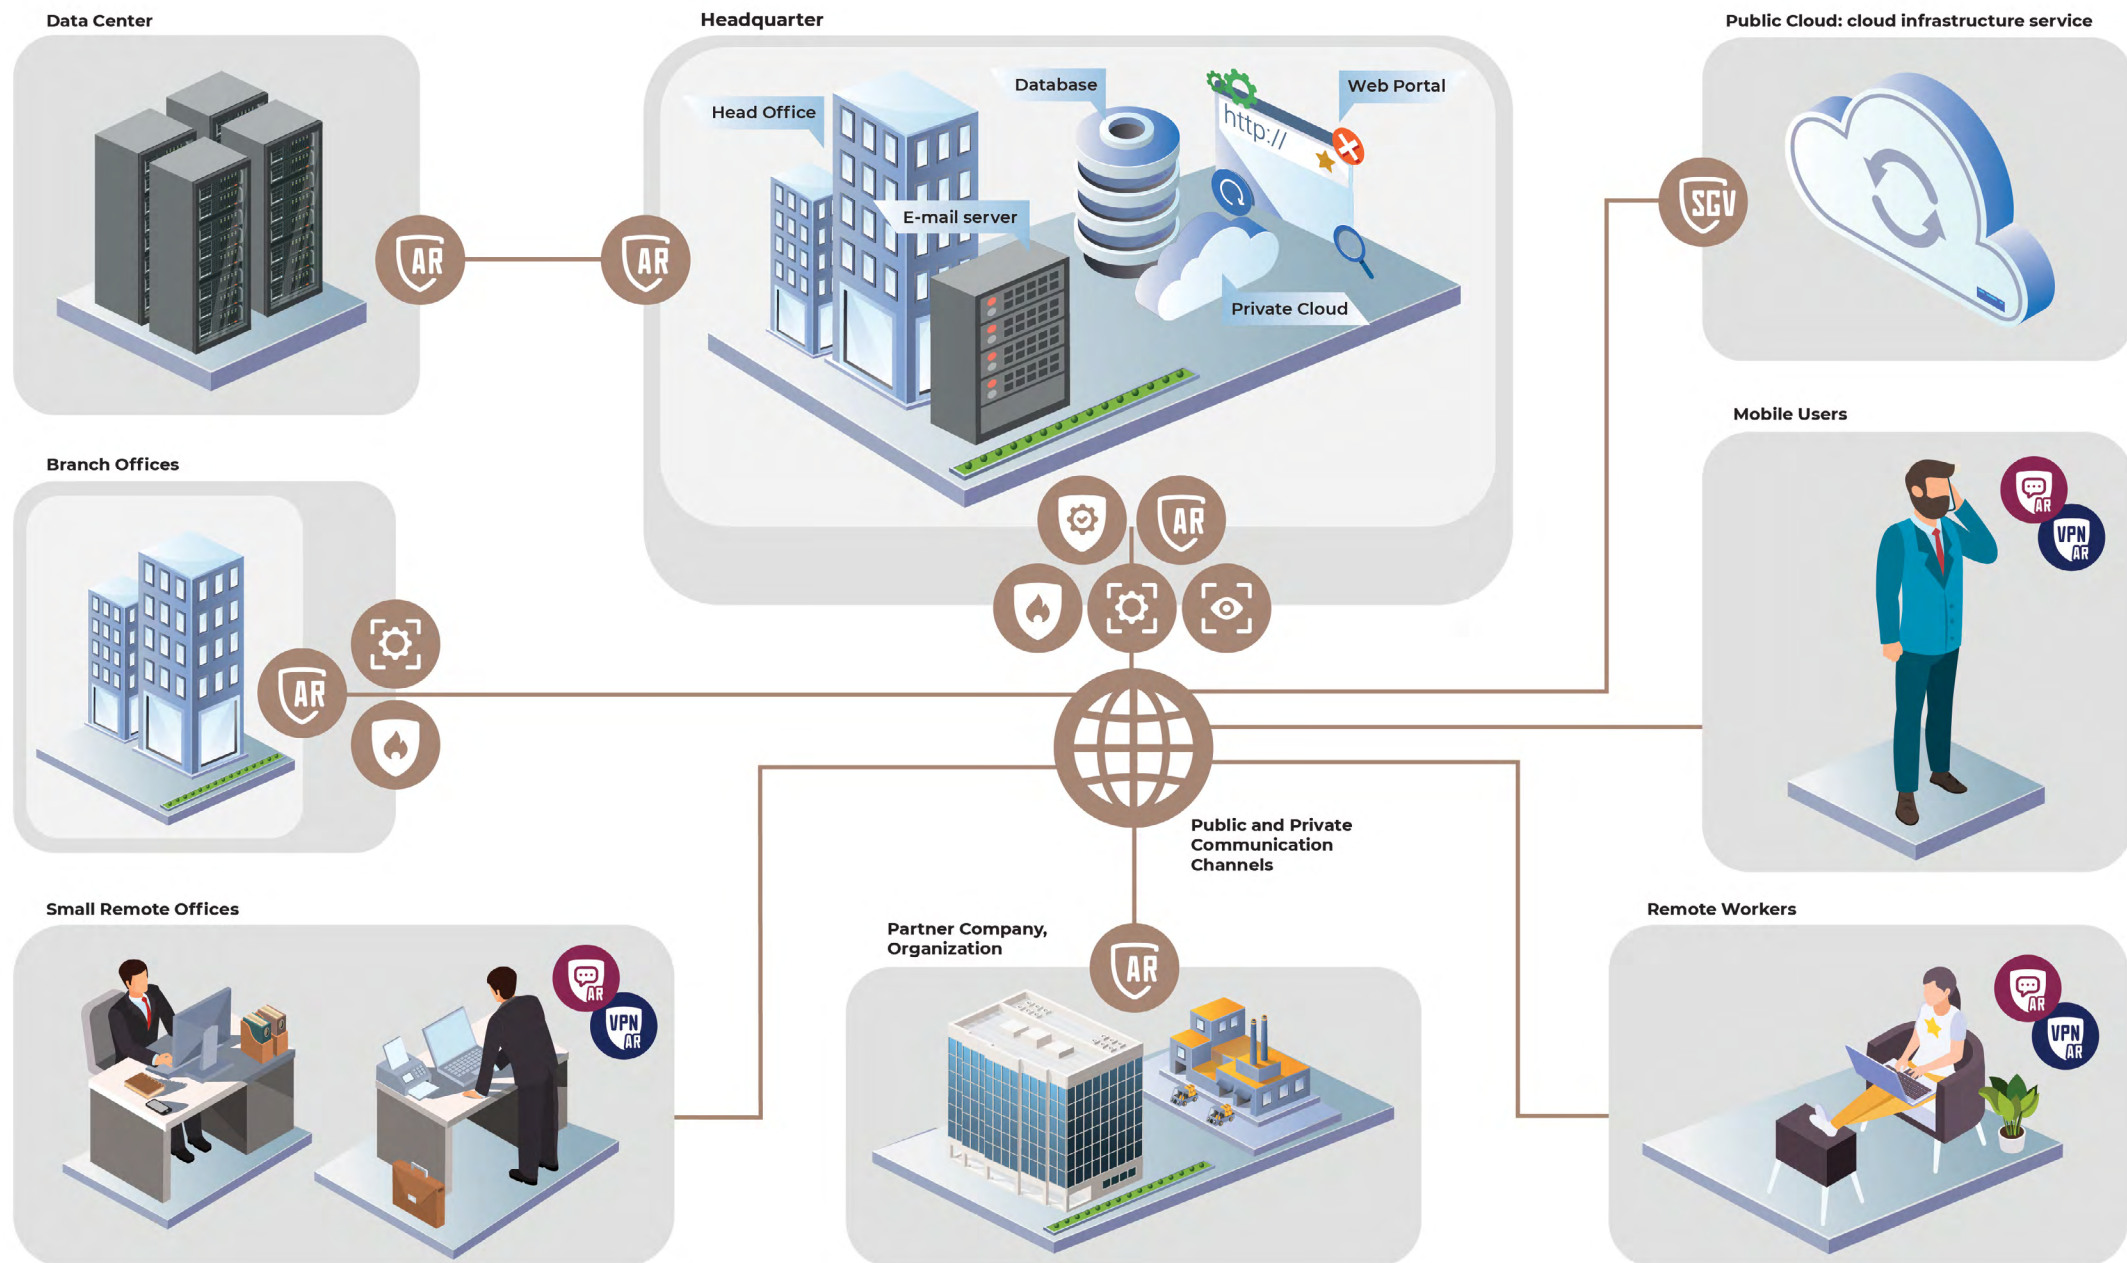 Data Center
Headquarter
Public Cloud: cloud infrastructure service
Head Office
Database
Web Portal
http://
E-mail server
Private Cloud
AR
AR
SGV
Mobile Users
AR
VPN
AR
Branch Offices
AR
AR
Public and Private
Communication
Channels
Small Remote Offices
AR
VPN
AR
Partner Company,
Organization
AR
Remote Workers
AR
VPN
AR